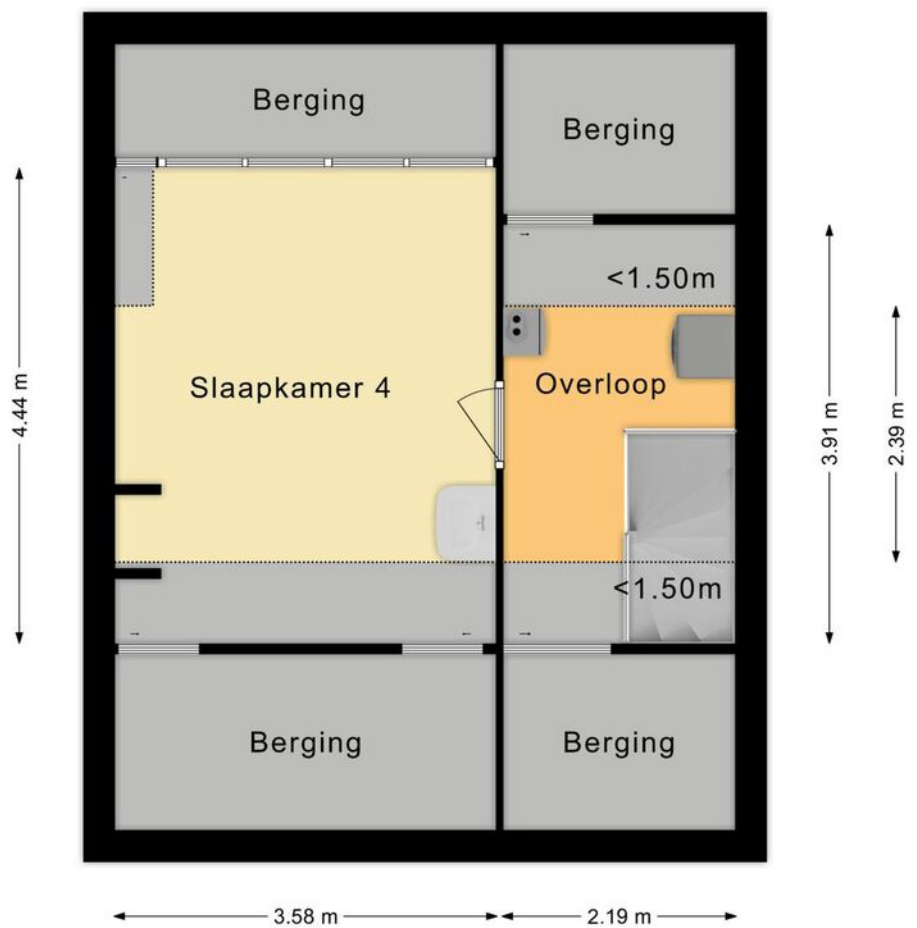 Berging
Berging
<1.50m
Slaapkamer 4
Overloop
4.44 m
3.91 m
2.39 m
<1.50m
Berging
Berging
3.58 m
2.19 m